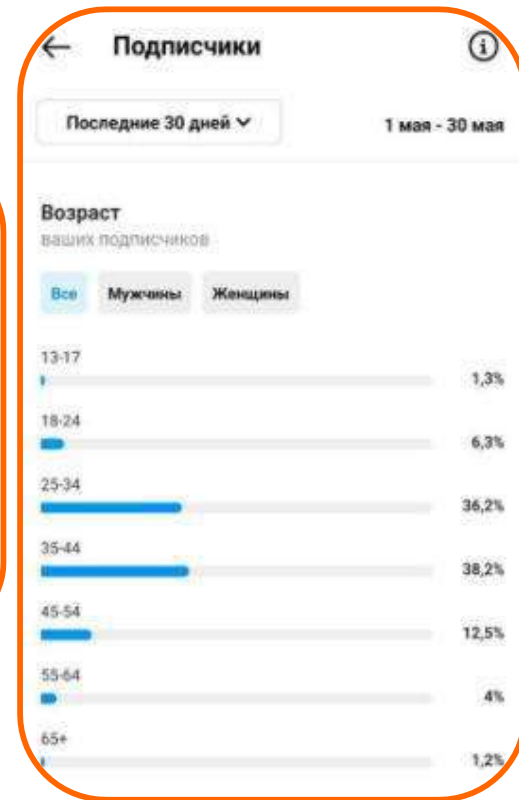 Подписчики
Последние 30 дней
1 мая - 30 мая
Возраст
ваших подписчиков
Все Мужчины Женщины
13-17
1,3%
18-24
6,3%
25-34
36,2%
35-44
38,2%
45-54
12,5%
55-64
4%
65+
1,2%